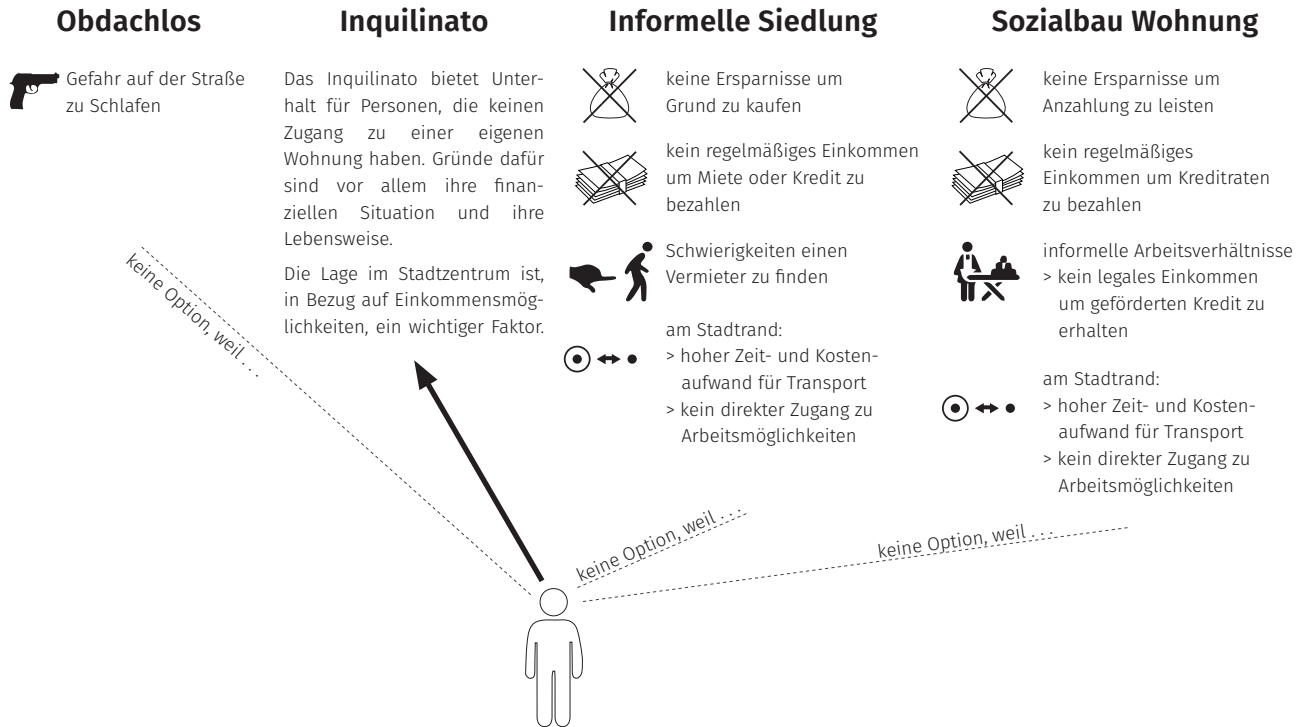 Obdachlos
Gefahr auf der Straße
zu Schlafen
Inquilinato
Das Inquilinato bietet Unter-
halt für Personen, die keinen
Zugang zu einer eigenen
Wohnung haben. Gründe dafür
sind vor allem ihre finan-
ziellen Situation und ihre
Lebensweise.
Die Lage im Stadtzentrum ist,
in Bezug auf Einkommensmög-
lichkeiten, ein wichtiger Faktor.
Informelle Siedlung
keine Ersparnisse um
Grund zu kaufen
kein regelmäßiges Einkommen
um Miete oder Kredit zu
bezahlen
Schwierigkeiten einen
Vermieter zu finden
am Stadtrand:
> hoher Zeit- und Kosten-
aufwand für Transport
> kein direkter Zugang zu
Arbeitsmöglichkeiten
Sozialbau Wohnung
keine Ersparnisse um
Anzahlung zu leisten
kein regelmäßiges
Einkommen um Kreditraten
zu bezahlen
informelle Arbeitsverhältnisse
> kein legales Einkommen
um geförderten Kredit zu
erhalten
am Stadtrand:
> hoher Zeit- und Kosten-
aufwand für Transport
> kein direkter Zugang zu
Arbeitsmöglichkeiten
keine Option, weil . . .
keine Option, weil . . .
keine Option, weil . . .